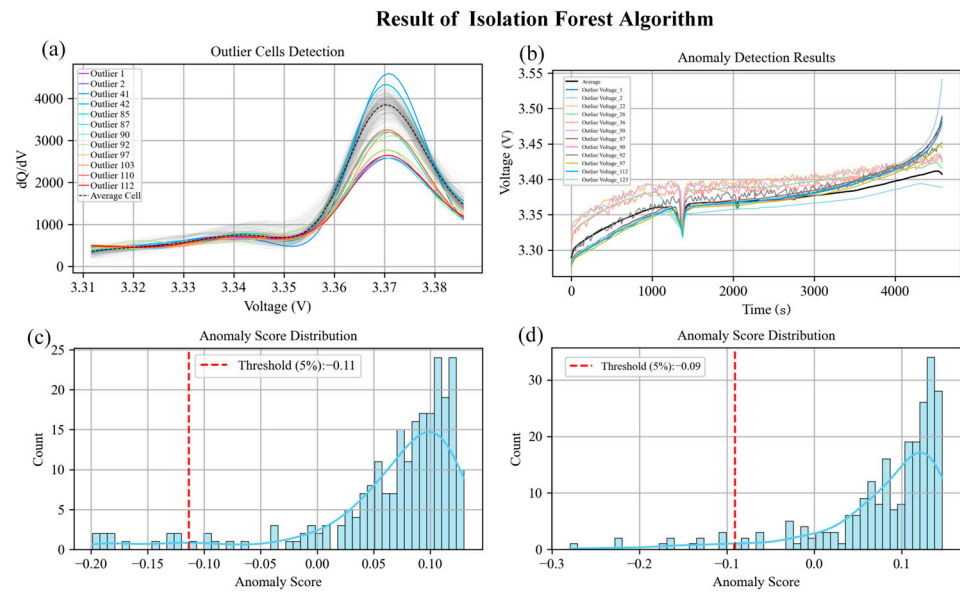 Result of Isolation Forest Algorithm
(a)
Outlier Cells Detection
Outlier 1
Outlier 2
Outlier 41
Outlier 42
Outlier 85
Outlier 87
Outlier 90
Outlier 92
Outlier 97
Outlier 103
Outlier 110
Outlier 112
Average Cell
dQ/dV
4000
3000
2000
1000
0
3.31
3.32
3.33
3.34
3.35
3.36
3.37
3.38
Voltage (V)
(b)
Anomaly Detection Results
Average
Outlier Voltage_1
Outlier Voltage_2
Outlier Voltage_22
Outlier Voltage_26
Outlier Voltage_36
Outlier Voltage_50
Outlier Voltage_87
Outlier Voltage_90
Outlier Voltage_92
Outlier Voltage_97
Outlier Voltage_112
Outlier Voltage_123
Voltage (V)
3.55
3.50
3.45
3.40
3.35
3.30
0
1000
2000
3000
4000
Time (s)
(c)
Anomaly Score Distribution
Threshold (5%):−0.11
Count
25
20
15
10
5
0
−0.20
−0.15
−0.10
−0.05
0.00
0.05
0.10
Anomaly Score
(d)
Anomaly Score Distribution
Threshold (5%):−0.09
Count
30
20
10
0
−0.3
−0.2
−0.1
0.0
0.1
Anomaly Score